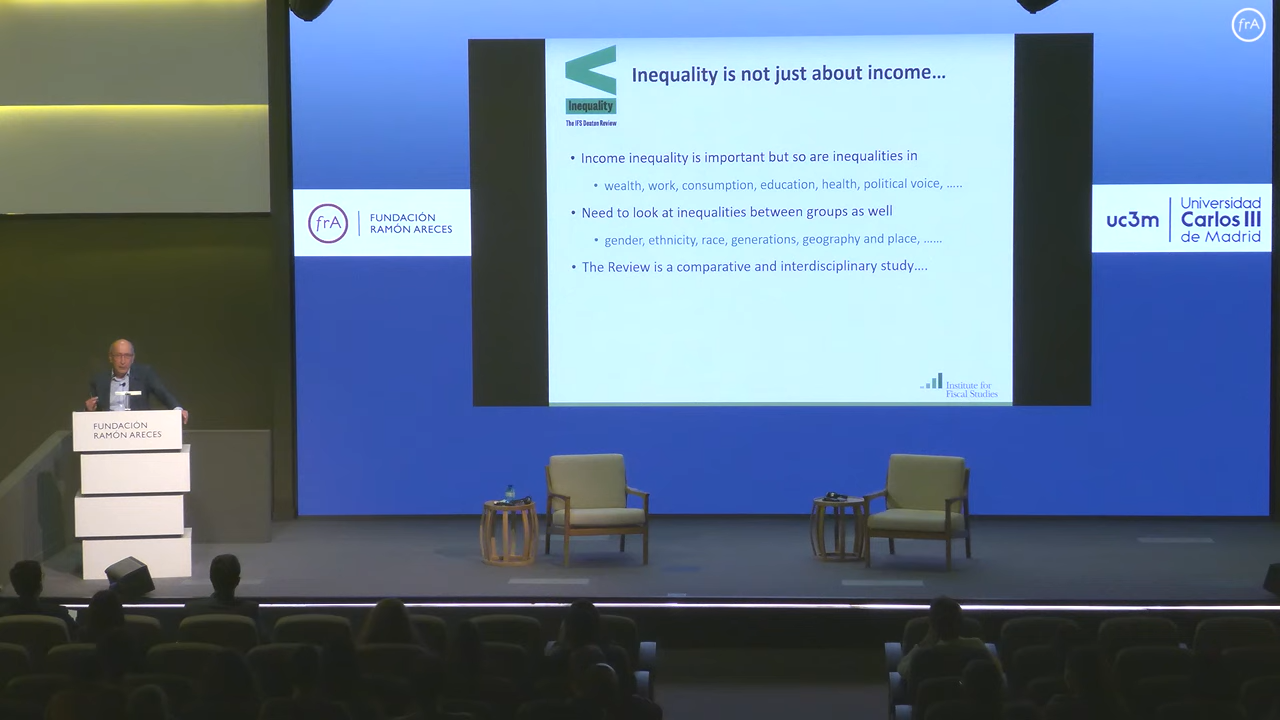 frA
Inequality is not just about income...
Inequality
The IFS Deaton Review
• Income inequality is important but so are inequalities in
• wealth, work, consumption, education, health, political voice, .....
• Need to look at inequalities between groups as well
• gender, ethnicity, race, generations, geography and place, ......
• The Review is a comparative and interdisciplinary study....
Institute for
Fiscal Studies
frA
FUNDACIÓN
RAMÓN ARECES
uc3m
Universidad
Carlos III
de Madrid
FUNDACIÓN
RAMÓN ARECES